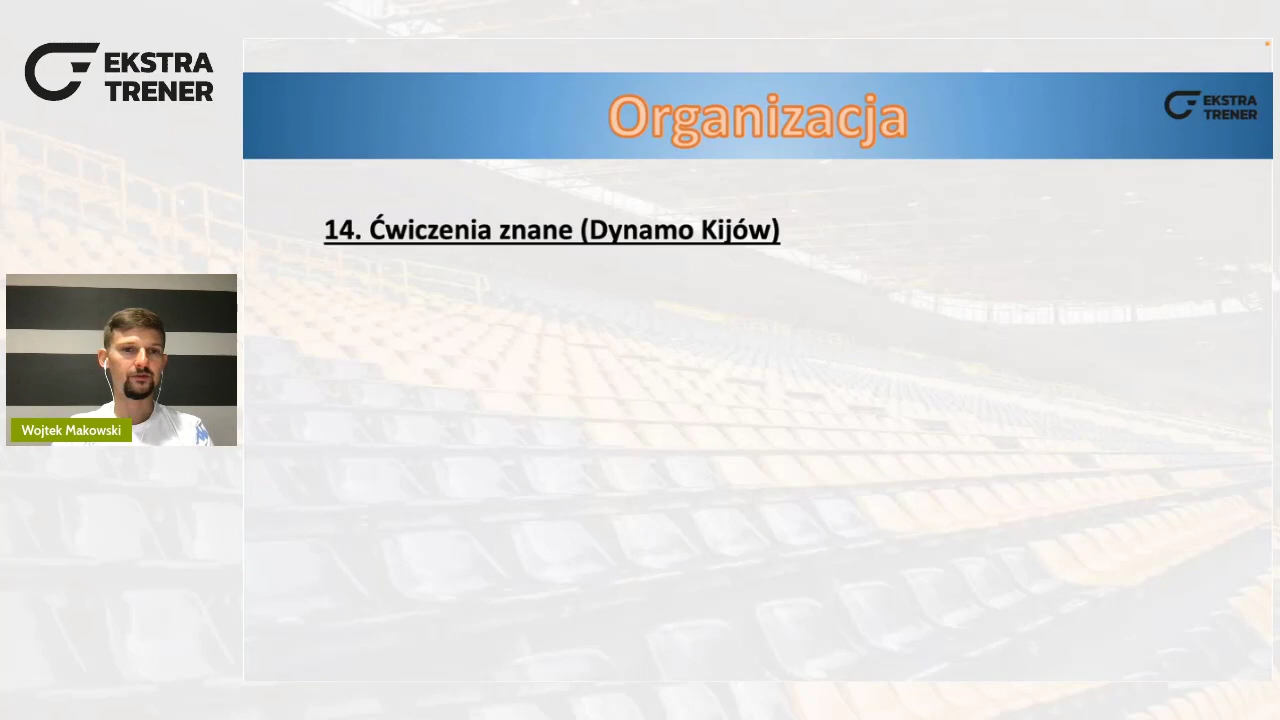 EKSTRA
TRENER
Organizacja
EKSTRA
TRENER
14. Ćwiczenia znane (Dynamo Kijów)
Wojtek Makowski